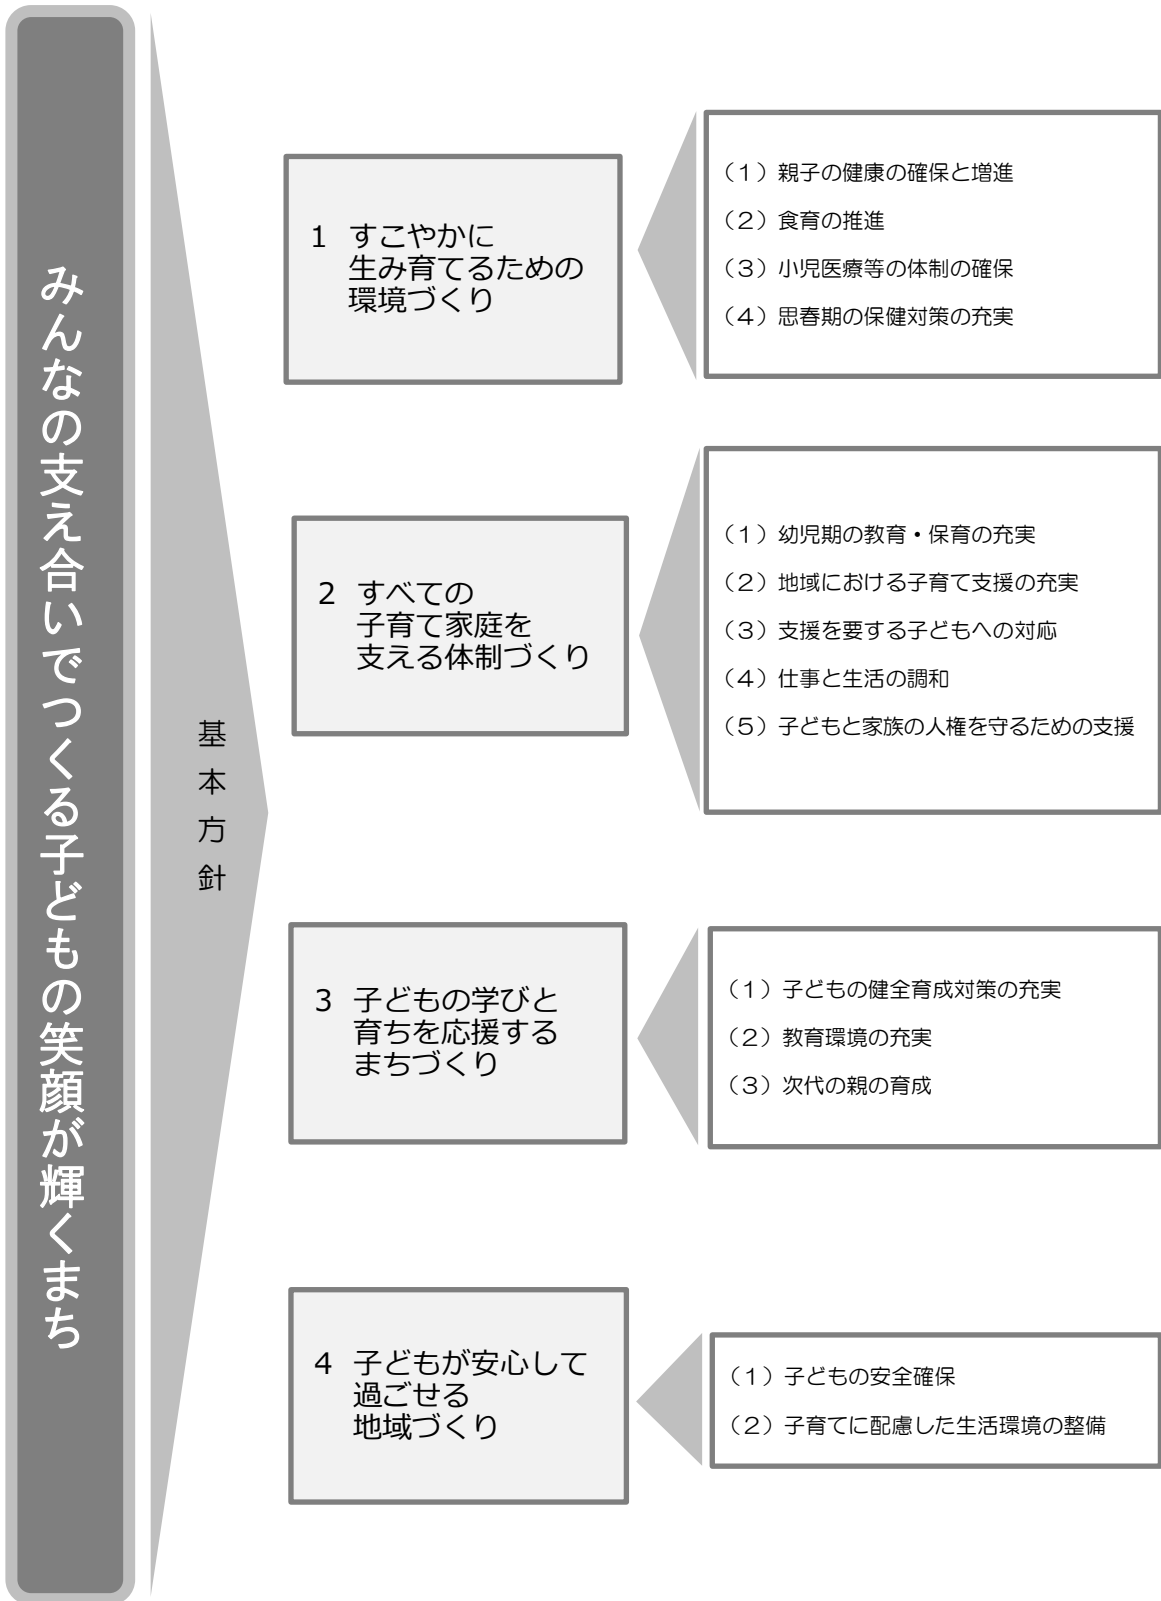 みんなの支え合いでつくる子どもの笑顔が輝くまち
基本方針
1 すこやかに
生み育てるための
環境づくり
（１）親子の健康の確保と増進
（２）食育の推進
（３）小児医療等の体制の確保
（４）思春期の保健対策の充実
2 すべての
子育て家庭を
支える体制づくり
（１）幼児期の教育・保育の充実
（２）地域における子育て支援の充実
（３）支援を要する子どもへの対応
（４）仕事と生活の調和
（５）子どもと家族の人権を守るための支援
3 子どもの学びと
育ちを応援する
まちづくり
（１）子どもの健全育成対策の充実
（２）教育環境の充実
（３）次代の親の育成
4 子どもが安心して
過ごせる
地域づくり
（１）子どもの安全確保
（２）子育てに配慮した生活環境の整備